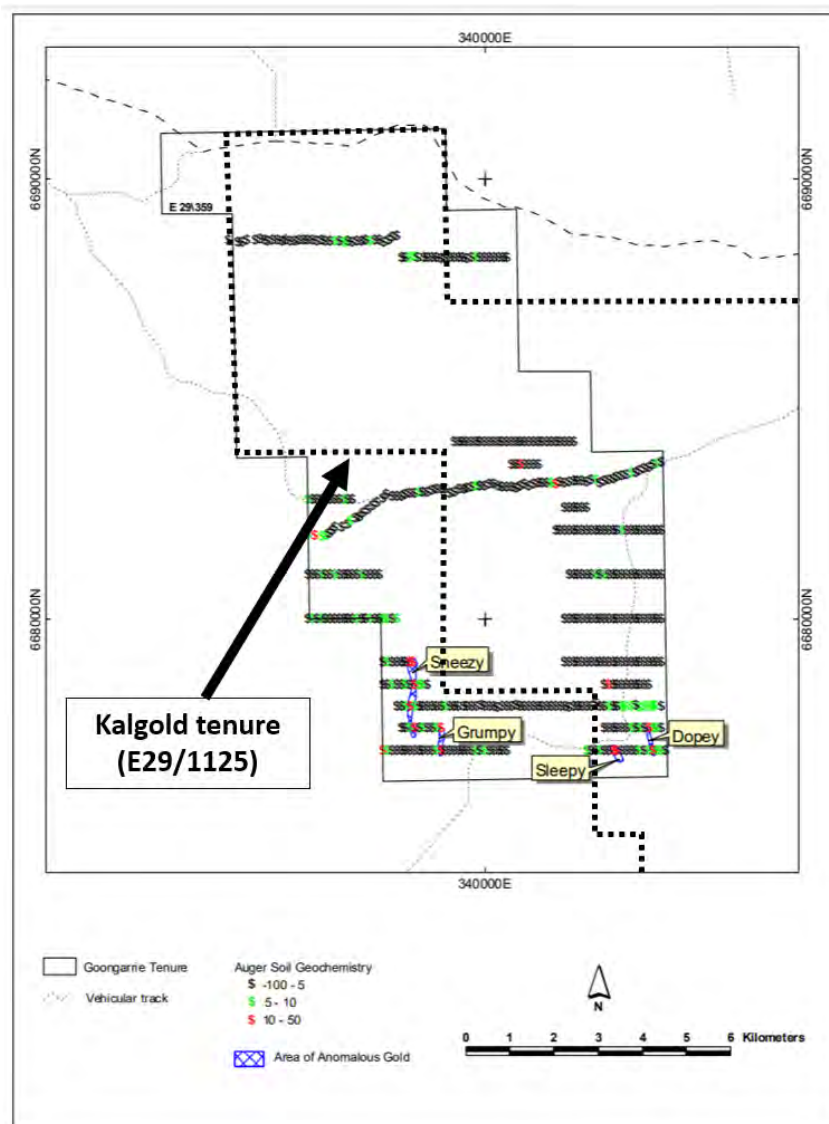 340000E
6690000N
6690000N
E 29\359
6680000N
6680000N
Sneezy
Kalgold tenure
(E29/1125)
Grumpy
Dopey
Sleepy
340000E
Goongarrie Tenure
Vehicular track
Auger Soil Geochemistry
$ -100 - 5
$ 5 - 10
$ 10 - 50
Area of Anomalous Gold
N
0 1 2 3 4 5 6 Kilometers